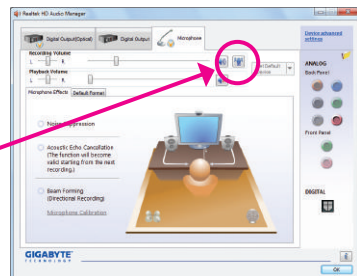 Realtek HD Audio Manager
Digital Output(Optical)
Digital Output
Microphone
Device advanced
settings
Recording Volume
L
R
Playback Volume
L
R
Set Default
Device
ANALOG
Back Panel
Microphone Effects
Default Format
Noise Suppression
Acoustic Echo Cancellation
(The function will become
valid starting from the next
recording.)
Front Panel
Beam Forming
(Directional Recording)
Microphone Calibration
DIGITAL
GIGABYTE
TECHNOLOGY
OK